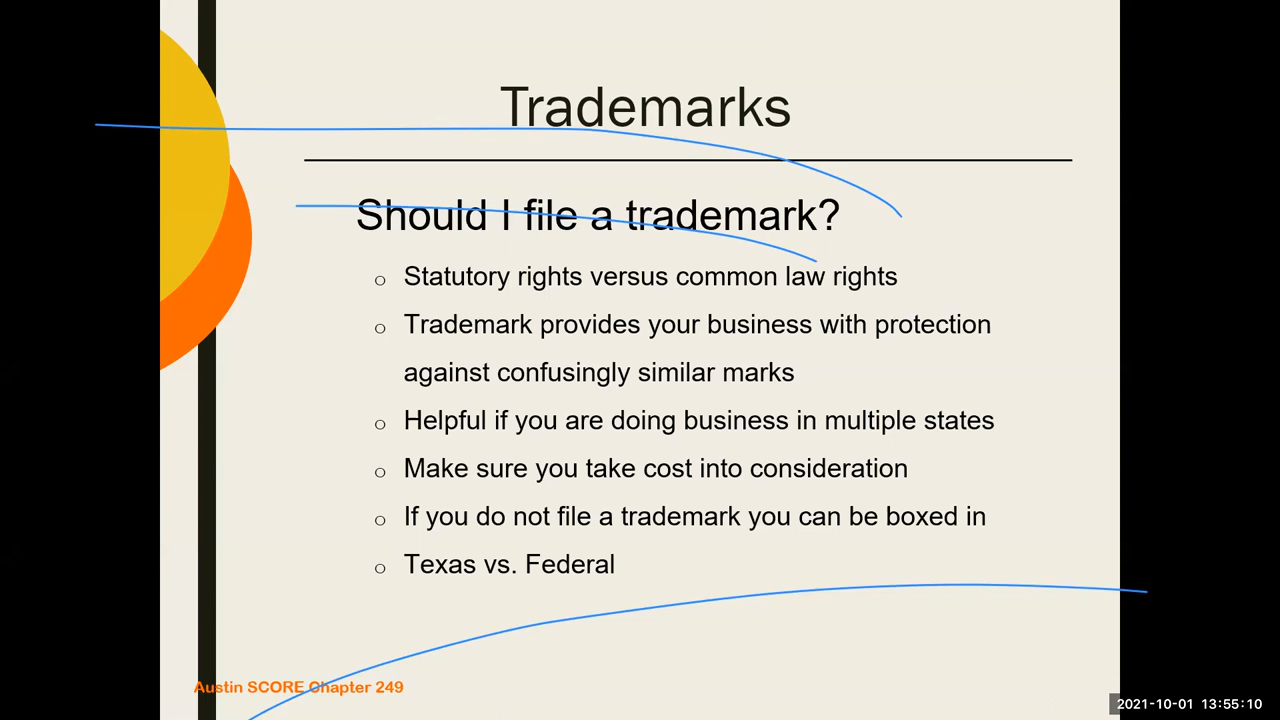 Trademarks
Should I file a trademark?
o Statutory rights versus common law rights
o Trademark provides your business with protection
against confusingly similar marks
o Helpful if you are doing business in multiple states
o Make sure you take cost into consideration
o If you do not file a trademark you can be boxed in
o Texas vs. Federal
Austin SCORE Chapter 249
2021-10-01 13:55:10